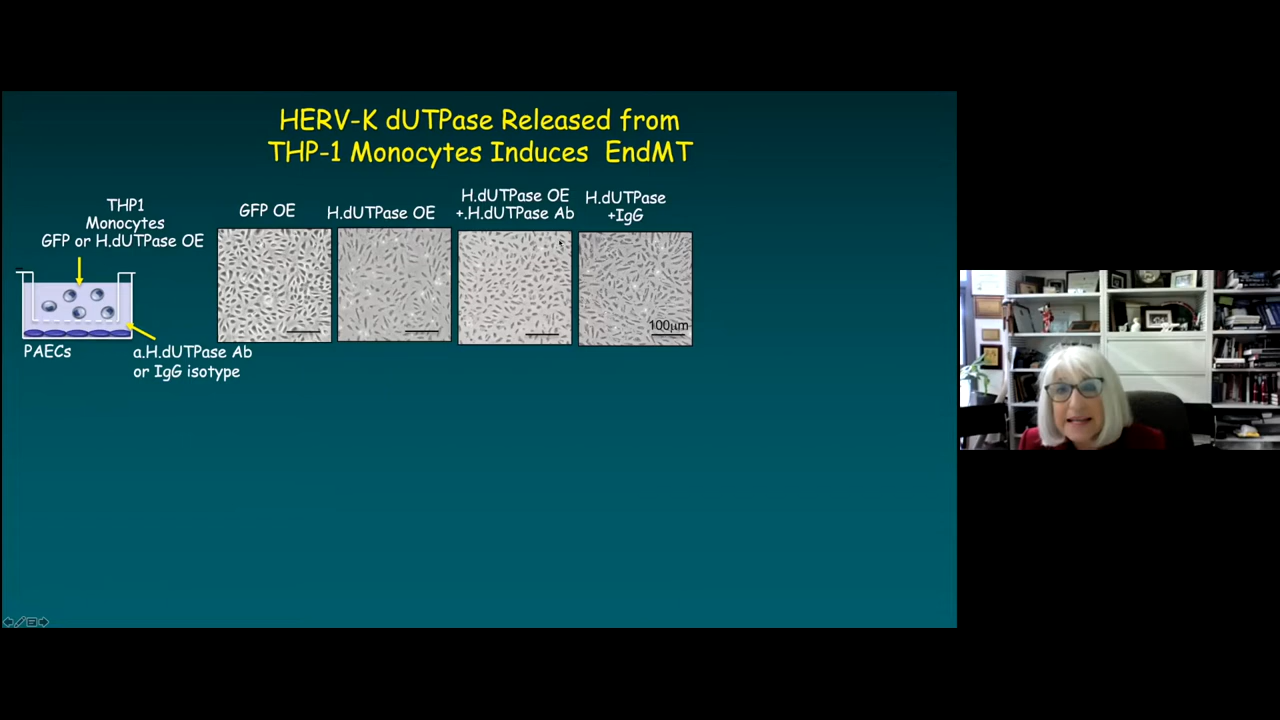 HERV-K dUTPase Released from
THP-1 Monocytes Induces EndMT
THP1
Monocytes
GFP or H.dUTPase OE
PAECs
a.H.dUTPase Ab
or IgG isotype
GFP OE
H.dUTPase OE
H.dUTPase OE
+.H.dUTPase Ab
H.dUTPase
+IgG
100µm